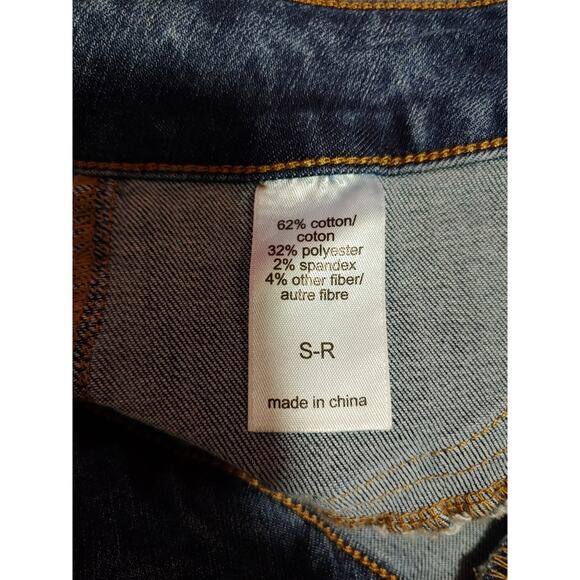 62% cotton/
coton
32% polyester
2% spandex
4% other fiber/
autre fibre
S-R
made in china